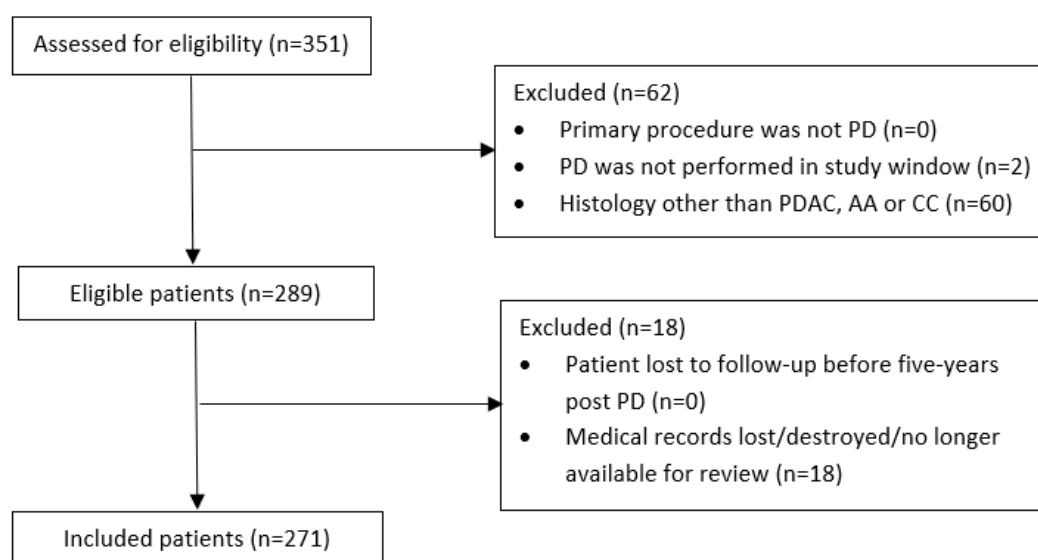 Assessed for eligibility (n=351)
Excluded (n=62)
• Primary procedure was not PD (n=0)
• PD was not performed in study window (n=2)
• Histology other than PDAC, AA or CC (n=60)
Eligible patients (n=289)
Excluded (n=18)
• Patient lost to follow-up before five-years
post PD (n=0)
• Medical records lost/destroyed/no longer
available for review (n=18)
Included patients (n=271)